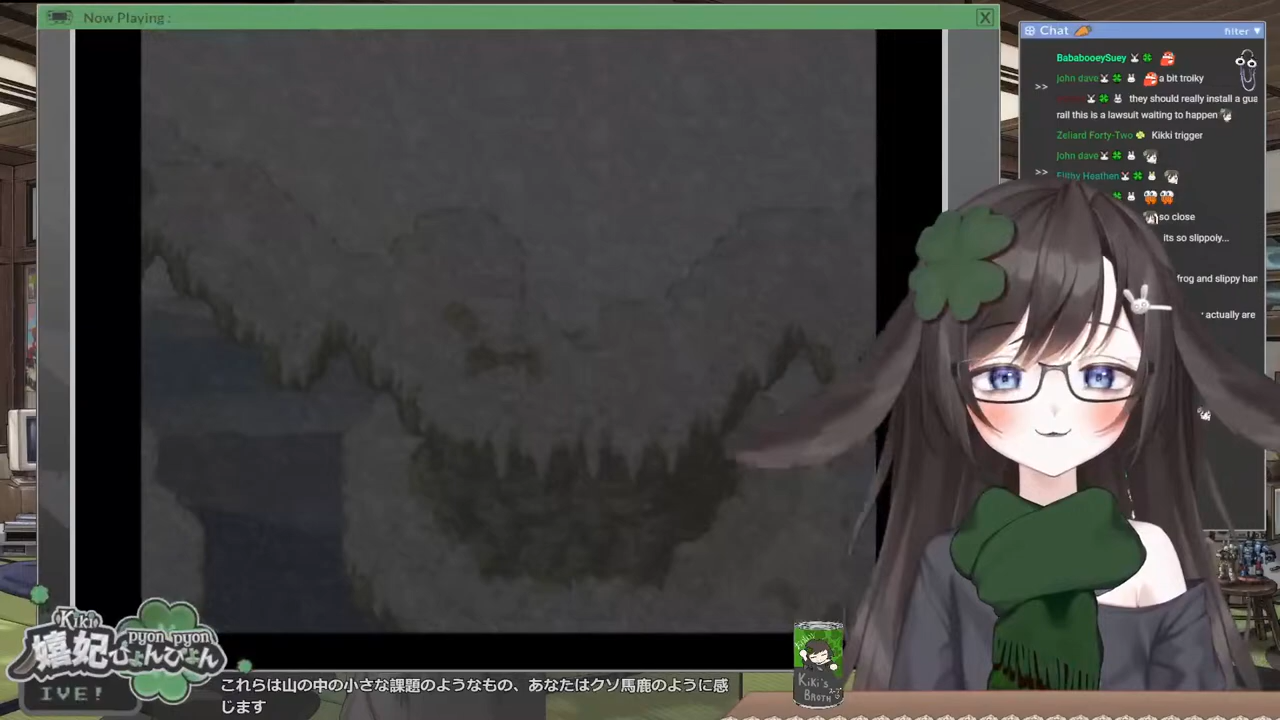 Now Playing :
X
Chat
filter ▼
BababooeySuey
John dave a bit troiky
>>
they should really install a gua
rail this is a lawsuit waiting to happen
Zeliard Forty-Two Kikki trigger
John dave
>> Filthy Heathen
so close
its so slippoiy...
frog and slippy han
actually are
Kiki
pyon pyon
嬉妃ぴょんぴょん
IVE!
KiKi's
BROTH
これらは山の中の小さな課題のようなもの、あなたはクソ馬鹿のように感
じます